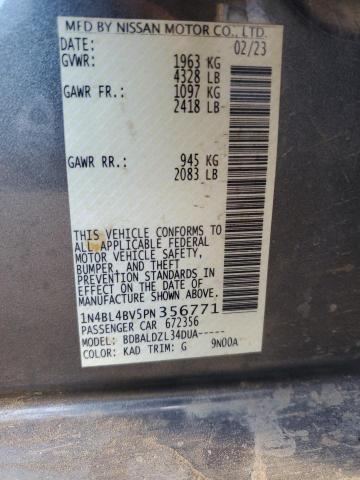 MFD BY NISSAN MOTOR CO., LTD.
DATE: 02/23
GVWR: 1963 KG
4328 LB
GAWR FR.: 1097 KG
2418 LB
GAWR RR.: 945 KG
2083 LB
THIS VEHICLE CONFORMS TO
ALL APPLICABLE FEDERAL
MOTOR VEHICLE SAFETY,
BUMPER, AND THEFT
PREVENTION STANDARDS IN
EFFECT ON THE DATE OF
MANUFACTURE SHOWN ABOVE.
1N4BL4BV5PN356771
PASSENGER CAR 672356
MODEL: BDBALDZL34DUA-----
COLOR: KAD TRIM: G 9N00A